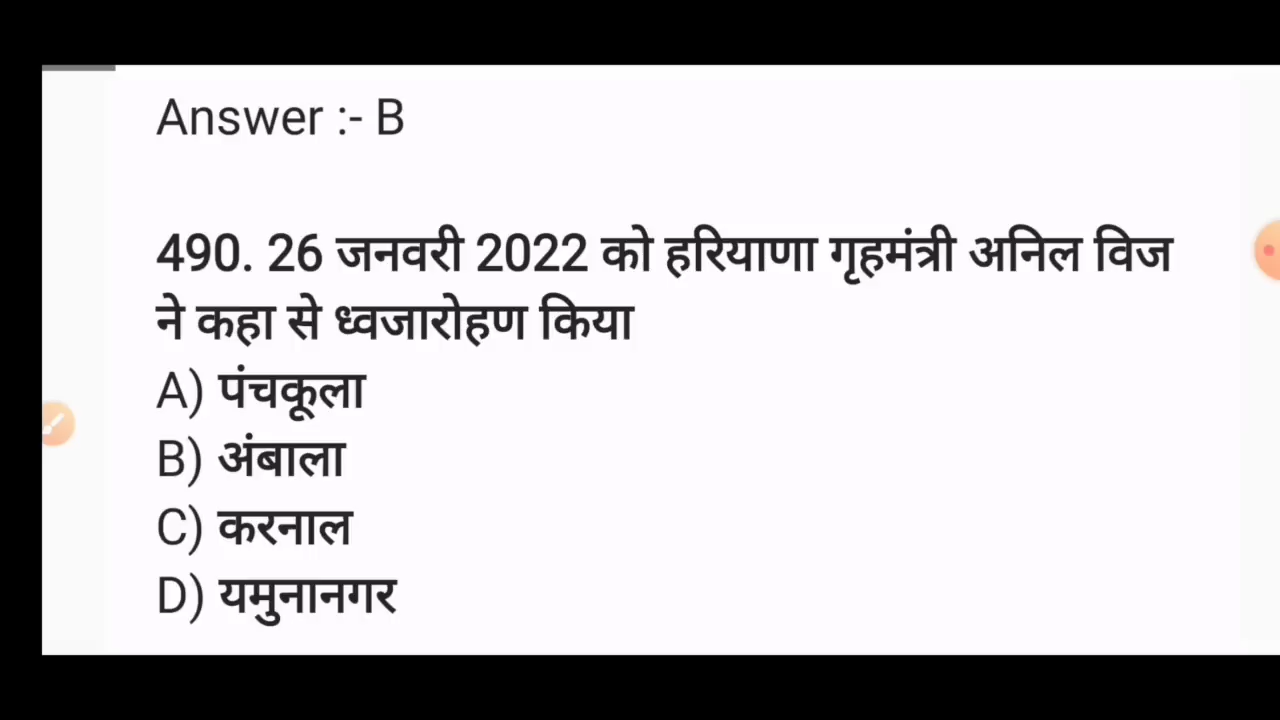 Answer :- B
490. 26 जनवरी 2022 को हरियाणा गृहमंत्री अनिल विज
ने कहा से ध्वजारोहण किया
A) पंचकूला
B) अंबाला
C) करनाल
D) यमुनानगर